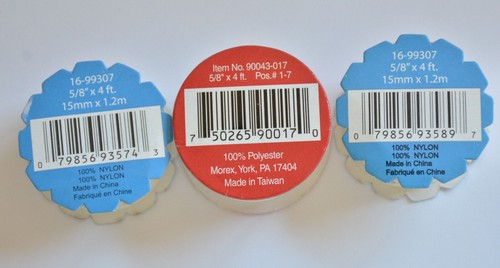 16-99307
5/8" x 4 ft.
15mm x 1.2m
0 79856 93574 3
100% NYLON
100% NYLON
Made in China
Fabriqué en Chine
Item No. 90043-017
5/8" x 4 ft. Pos.# 1-7
7 50265 90017 0
100% Polyester
Morex, York, PA 17404
Made in Taiwan
16-99307
5/8" x 4 ft.
15mm x 1.2m
0 79856 93589 7
100% NYLON
100% NYLON
Made in China
Fabriqué en Chine